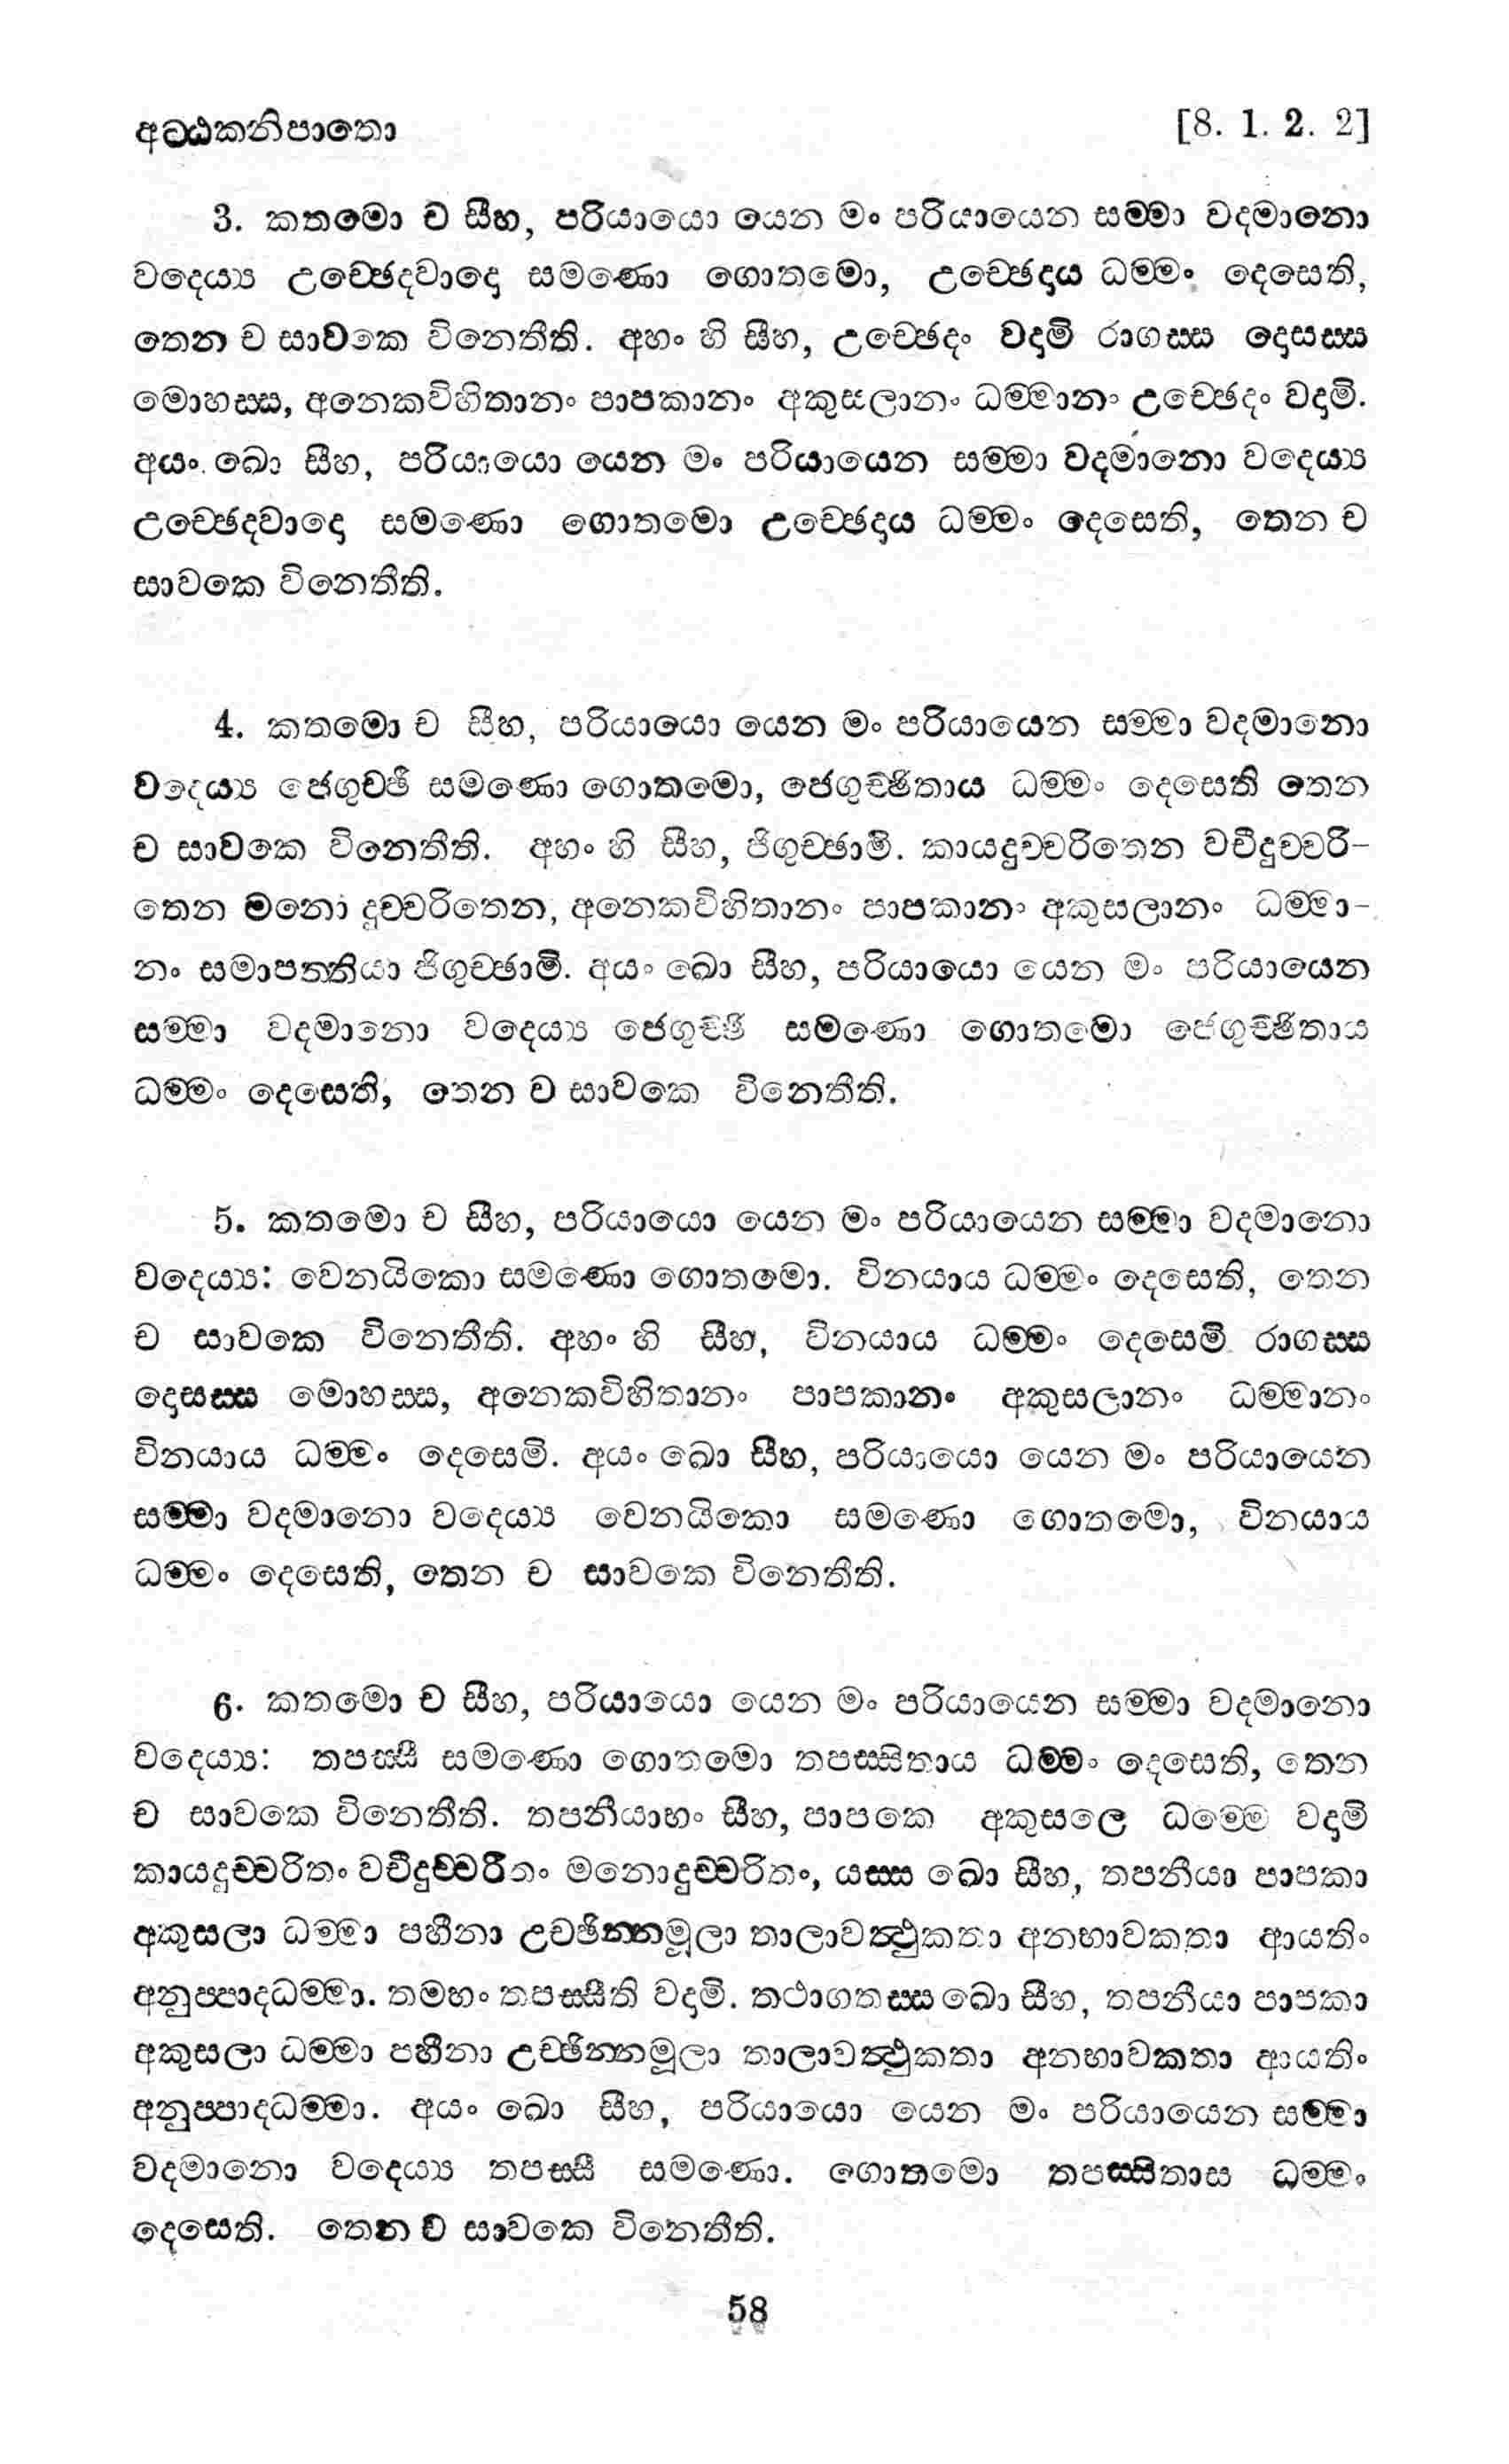 අට්ඨකනිපාතො [8. 1. 2. 2]
3. කතමො ච සීහ, පරියායො යෙන මං පරියායෙන සම්මා වදමානො
වදෙය්‍ය උච්ඡෙදවාදො සමණො ගොතමො, උච්ඡෙදාය ධම්මං දෙසෙති,
තෙන ච සාවකෙ විනෙතීති. අහං හි සීහ, උච්ඡෙදං වදාමි රාගස්ස දොසස්ස
මොහස්ස, අනෙකවිහිතානං පාපකානං අකුසලානං ධම්මානං උච්ඡෙදං වදාමි.
අයං ඛො සීහ, පරියායො යෙන මං පරියායෙන සම්මා වදමානො වදෙය්‍ය
උච්ඡෙදවාදො සමණො ගොතමො උච්ඡෙදාය ධම්මං දෙසෙති, තෙන ච
සාවකෙ විනෙතීති.
4. කතමො ච සීහ, පරියායො යෙන මං පරියායෙන සම්මා වදමානො
වදෙය්‍ය ජෙගුච්ඡී සමණො ගොතමො, ජෙගුච්ඡිතාය ධම්මං දෙසෙති තෙන
ච සාවකෙ විනෙතීති. අහං හි සීහ, ජිගුච්ඡාමි. කායදුච්චරිතෙන වචීදුච්චරි-
තෙන මනො දුච්චරිතෙන, අනෙකවිහිතානං පාපකානං අකුසලානං ධම්මා-
නං සමාපත්තියා ජිගුච්ඡාමි. අයං ඛො සීහ, පරියායො යෙන මං පරියායෙන
සම්මා වදමානො වදෙය්‍ය ජෙගුච්ඡී සමණො ගොතමො ජෙගුච්ඡිතාය
ධම්මං දෙසෙති, තෙන ච සාවකෙ විනෙතීති.
5. කතමො ච සීහ, පරියායො යෙන මං පරියායෙන සම්මා වදමානො
වදෙය්‍ය: වෙනයිකො සමණො ගොතමො. විනයාය ධම්මං දෙසෙති, තෙන
ච සාවකෙ විනෙතීති. අහං හි සීහ, විනයාය ධම්මං දෙසෙමි රාගස්ස
දොසස්ස මොහස්ස, අනෙකවිහිතානං පාපකානං අකුසලානං ධම්මානං
විනයාය ධම්මං දෙසෙමි. අයං ඛො සීහ, පරියායො යෙන මං පරියායෙන
සම්මා වදමානො වදෙය්‍ය වෙනයිකො සමණො ගොතමො, විනයාය
ධම්මං දෙසෙති, තෙන ච සාවකෙ විනෙතීති.
6. කතමො ච සීහ, පරියායො යෙන මං පරියායෙන සම්මා වදමානො
වදෙය්‍ය: තපස්සී සමණො ගොතමො තපස්සිතාය ධම්මං දෙසෙති, තෙන
ච සාවකෙ විනෙතීති. තපනීයාභං සීහ, පාපකෙ අකුසලෙ ධම්මෙ වදාමි
කායදුච්චරිතං වචීදුච්චරීතං මනොදුච්චරිතං, යස්ස ඛො සීහ, තපනීයා පාපකා
අකුසලා ධම්මා පහීනා උචඡින්නමූලා තාලාවත්ථුකතා අනභාවකතා ආයතිං
අනුප්පාදධම්මා. තමහං තපස්සීති වදාමි. තථාගතස්ස ඛො සීහ, තපනීයා පාපකා
අකුසලා ධම්මා පහීනා උච්ඡින්නමූලා තාලාවත්ථුකතා අනභාවකතා ආයතිං
අනුප්පාදධම්මා. අයං ඛො සීහ, පරියායො යෙන මං පරියායෙන සම්මා
වදමානො වදෙය්‍ය තපස්සී සමණො. ගොතමො තපස්සිතාස ධම්මං
දෙසෙති. තෙන ච සාවකෙ විනෙතීති.
58